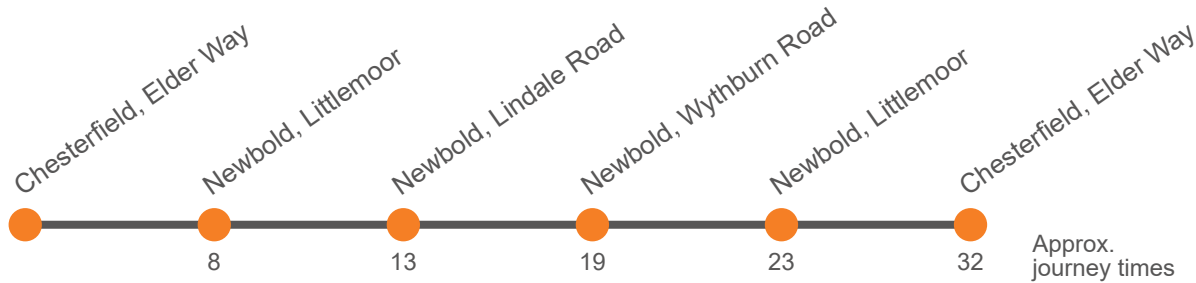 Chesterfield, Elder Way
Newbold, Littlemoor
Newbold, Lindale Road
Newbold, Wythburn Road
Newbold, Littlemoor
Chesterfield, Elder Way
8
13
19
23
32
Approx.
journey times